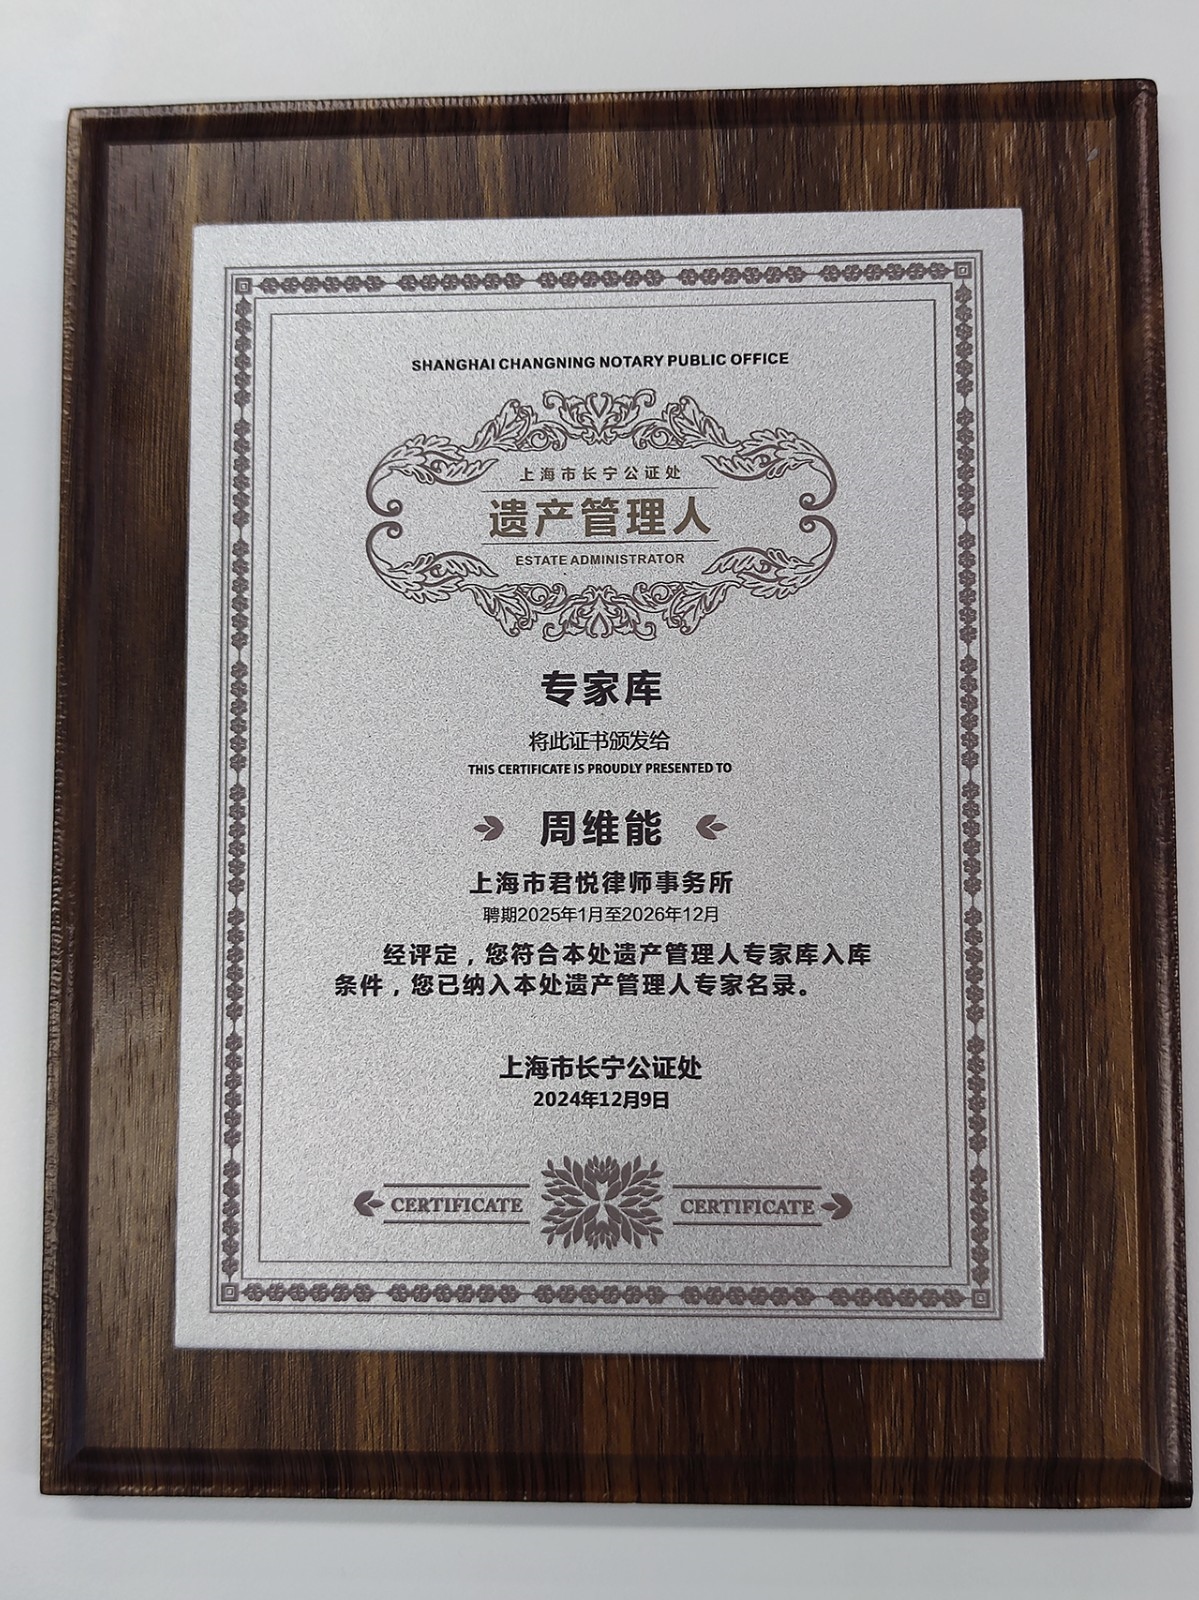 SHANGHAI CHANGNING NOTARY PUBLIC OFFICE
上海市长宁公证处
遗产管理人
ESTATE ADMINISTRATOR
专家库
将此证书颁发给
THIS CERTIFICATE IS PROUDLY PRESENTED TO
周维能
上海市君悦律师事务所
聘期2025年1月至2026年12月
经评定，您符合本处遗产管理人专家库入库
条件，您已纳入本处遗产管理人专家名录。
上海市长宁公证处
2024年12月9日
CERTIFICATE CERTIFICATE